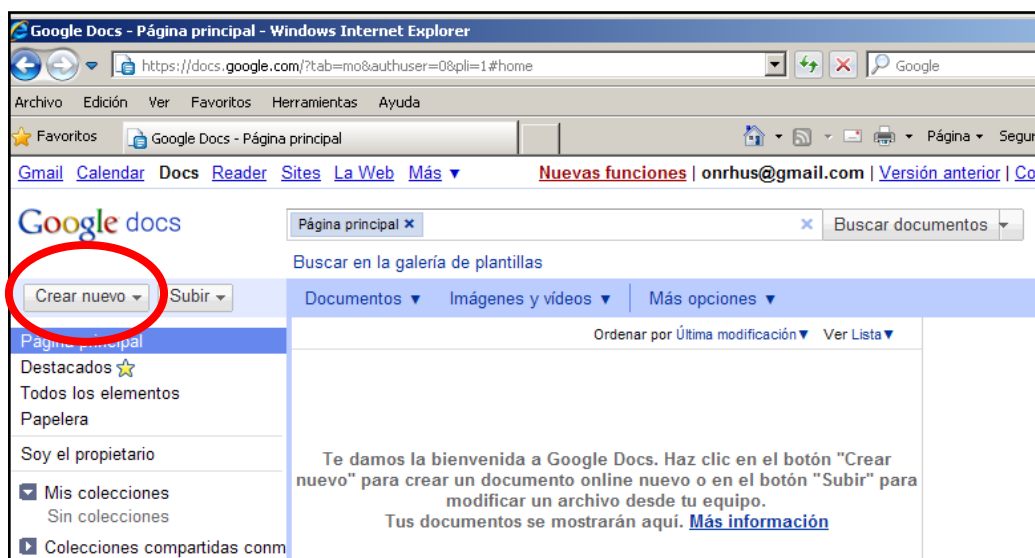 Google Docs - Página principal - Windows Internet Explorer
https://docs.google.com/?tab=mo&authuser=0&pli=1#home
Google
Archivo Edición Ver Favoritos Herramientas Ayuda
Favoritos Google Docs - Página principal Página Segur
Gmail Calendar Docs Reader Sites La Web Más ▼ Nuevas funciones | onrhus@gmail.com | Versión anterior | Co
Google docs Página principal × × Buscar documentos
Buscar en la galería de plantillas
Crear nuevo Subir Documentos ▼ Imágenes y vídeos ▼ Más opciones ▼
Ordenar por Última modificación▼ Ver Lista▼
Página principal
Destacados
Todos los elementos
Papelera
Soy el propietario
Mis colecciones
Sin colecciones
Colecciones compartidas conm
Te damos la bienvenida a Google Docs. Haz clic en el botón "Crear
nuevo" para crear un documento online nuevo o en el botón "Subir" para
modificar un archivo desde tu equipo.
Tus documentos se mostrarán aquí. Más información